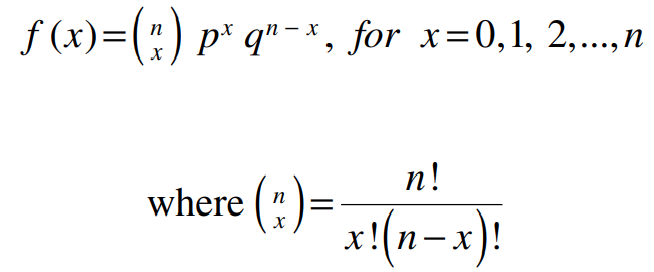 f (x)=(n x) p^x q^(n − x), for x=0,1, 2,...,n
where (n x)= n! / x!(n − x)!